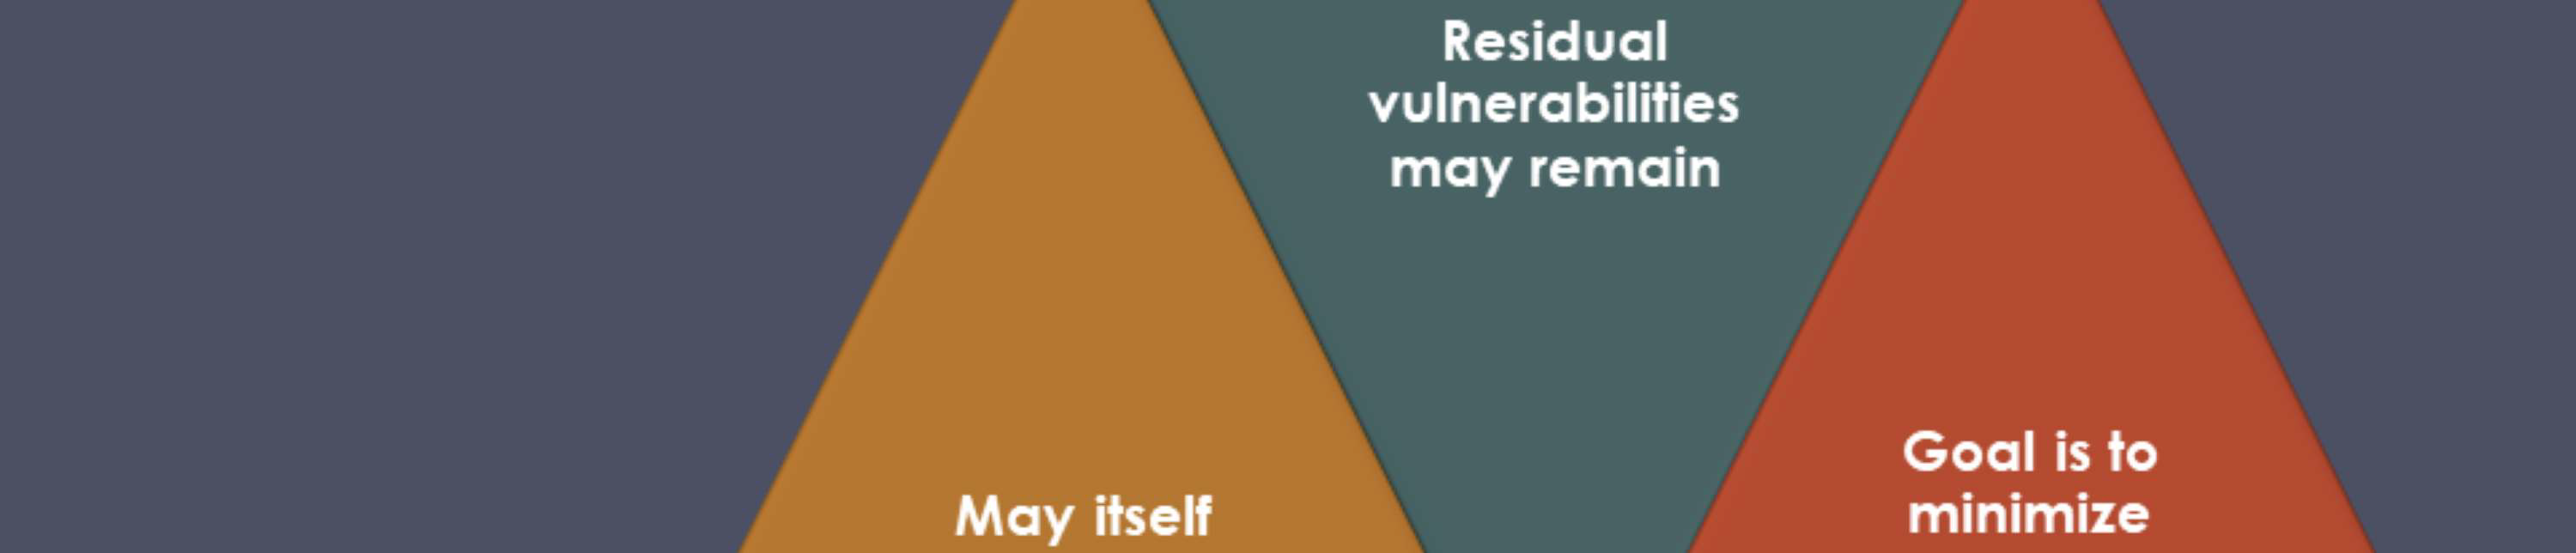 Residual
vulnerabilities
may remain
May itself
Goal is to
minimize